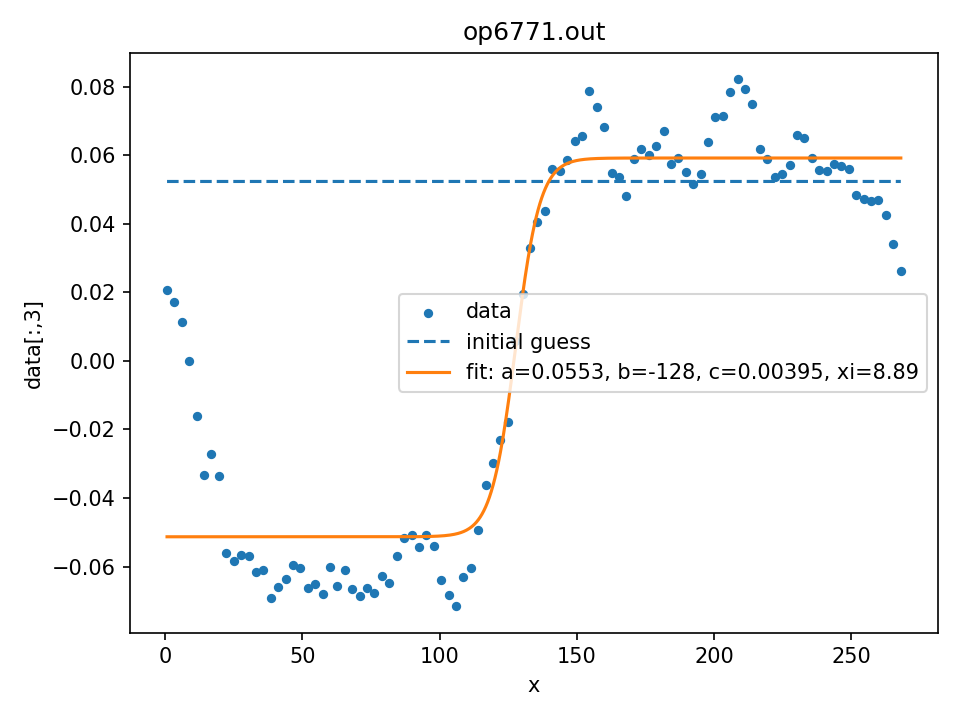 op6771.out
data[:,3]
0.08
0.06
0.04
0.02
0.00
−0.02
−0.04
−0.06
data
initial guess
fit: a=0.0553, b=-128, c=0.00395, xi=8.89
0 50 100 150 200 250
x